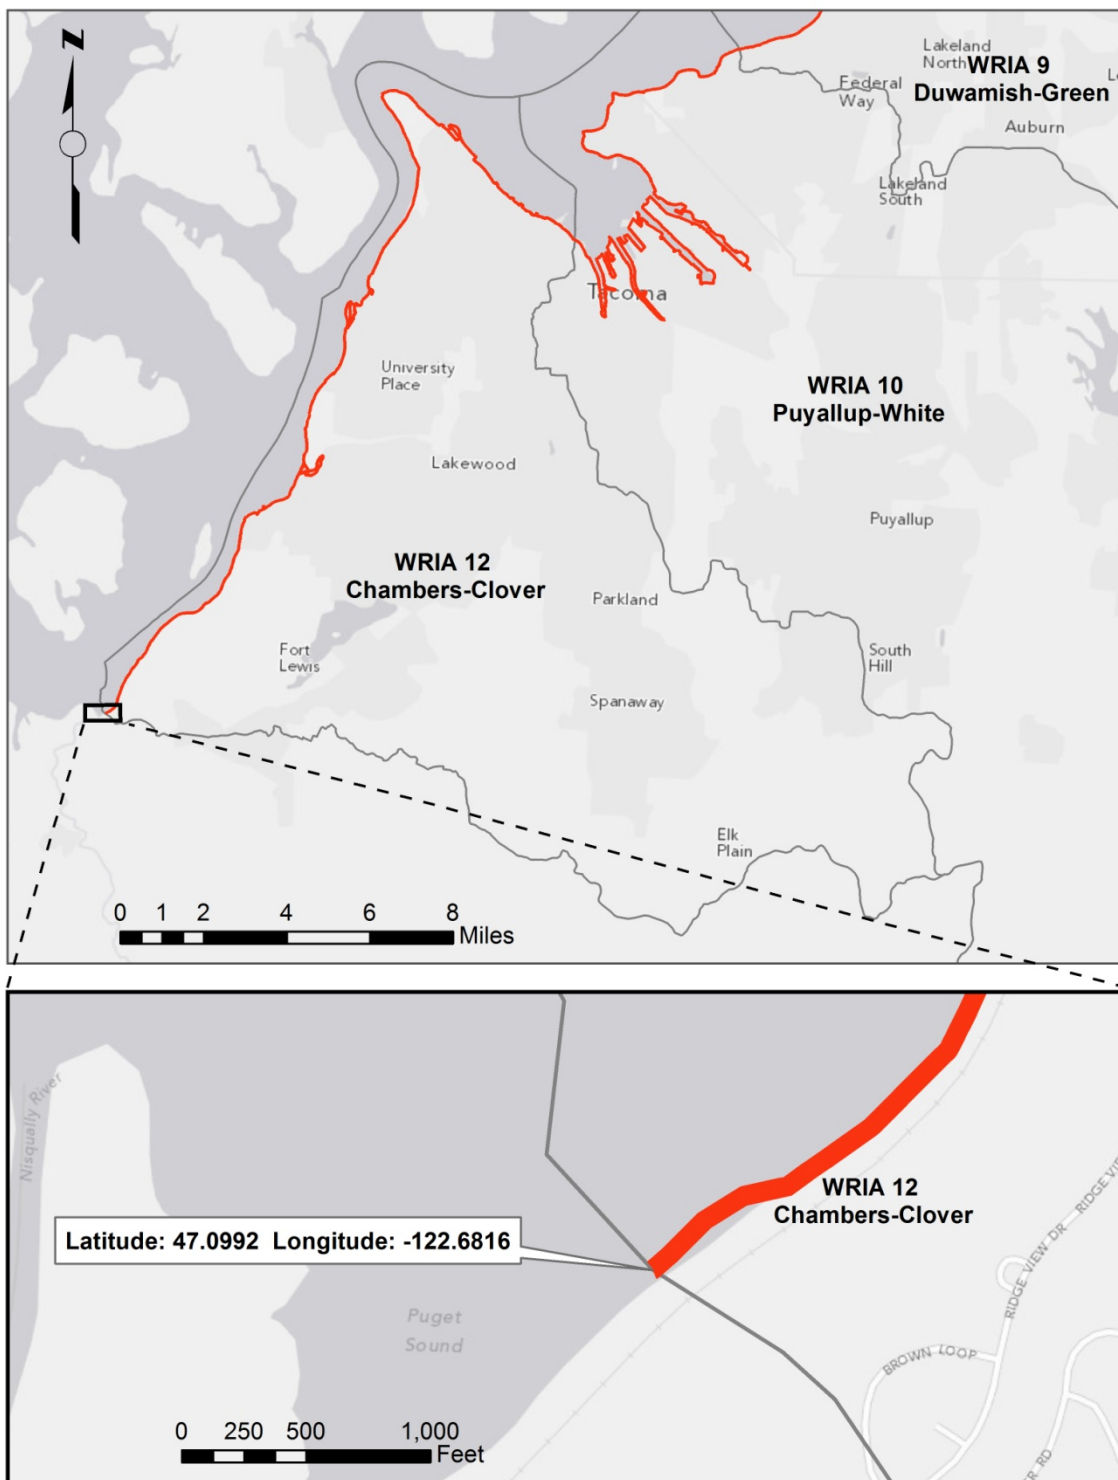 N
Lakeland
North
WRIA 9
Duwamish-Green
Federal
Way
Auburn
Lakeland
South
Tacoma
University
Place
WRIA 10
Puyallup-White
Lakewood
Puyallup
WRIA 12
Chambers-Clover
Parkland
Fort
Lewis
South
Hill
Spanaway
Elk
Plain
0 1 2 4 6 8
Miles
Nisqually River
WRIA 12
Chambers-Clover
Latitude: 47.0992 Longitude: -122.6816
Puget
Sound
RIDGE VIEW DR
BROWN LOOP
0 250 500 1,000
Feet